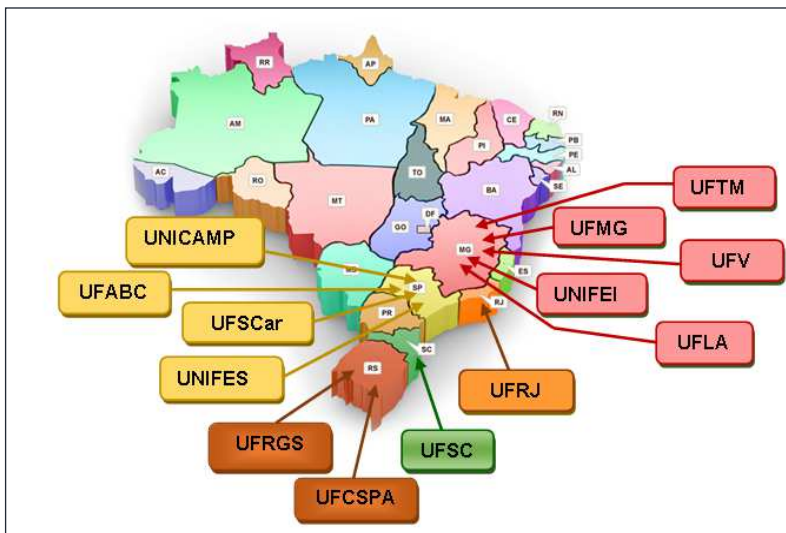 RR
AP
AM
PA
MA
CE
RN
PB
PE
AL
SE
PI
AC
RO
TO
BA
MT
GO
DF
MG
ES
MS
SP
RJ
PR
SC
RS
UFTM
UFMG
UFV
UNIFEI
UFLA
UNICAMP
UFABC
UFSCar
UNIFES
UFRJ
UFRGS
UFSC
UFCSPA